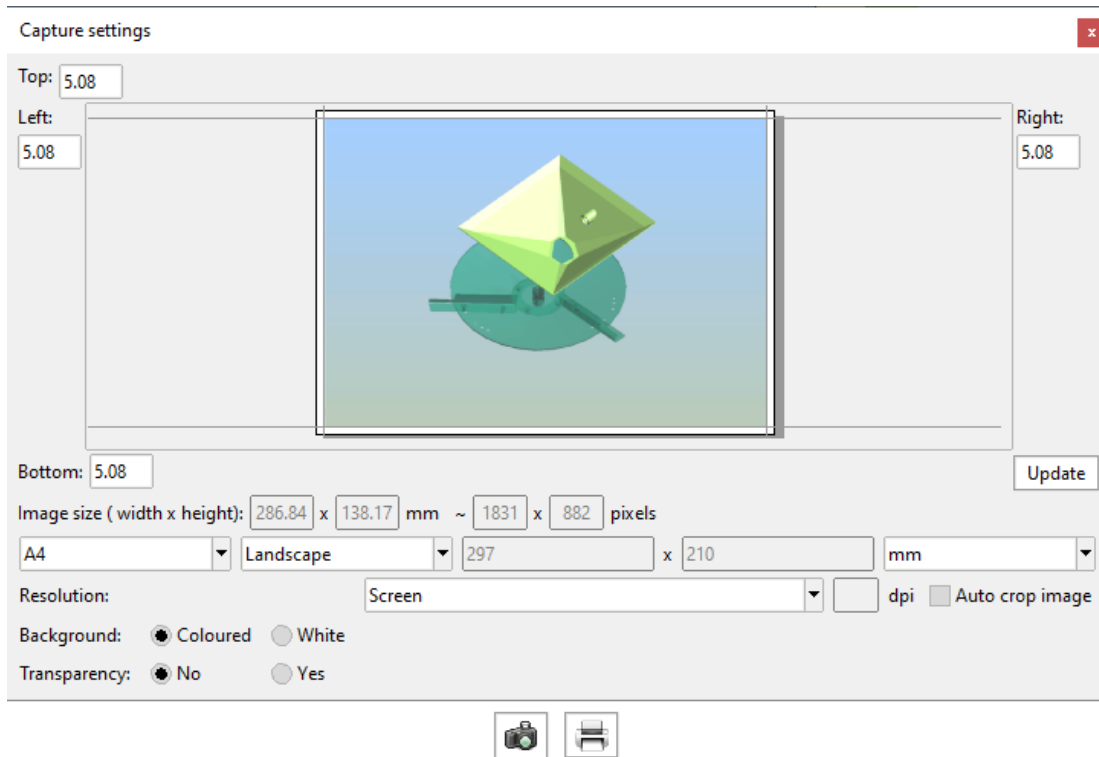 Capture settings
x
Top: 5.08
Left:
5.08
Right:
5.08
Bottom: 5.08
Update
Image size ( width x height): 286.84 x 138.17 mm ~ 1831 x 882 pixels
A4 Landscape 297 x 210 mm
Resolution: Screen dpi Auto crop image
Background: Coloured White
Transparency: No Yes